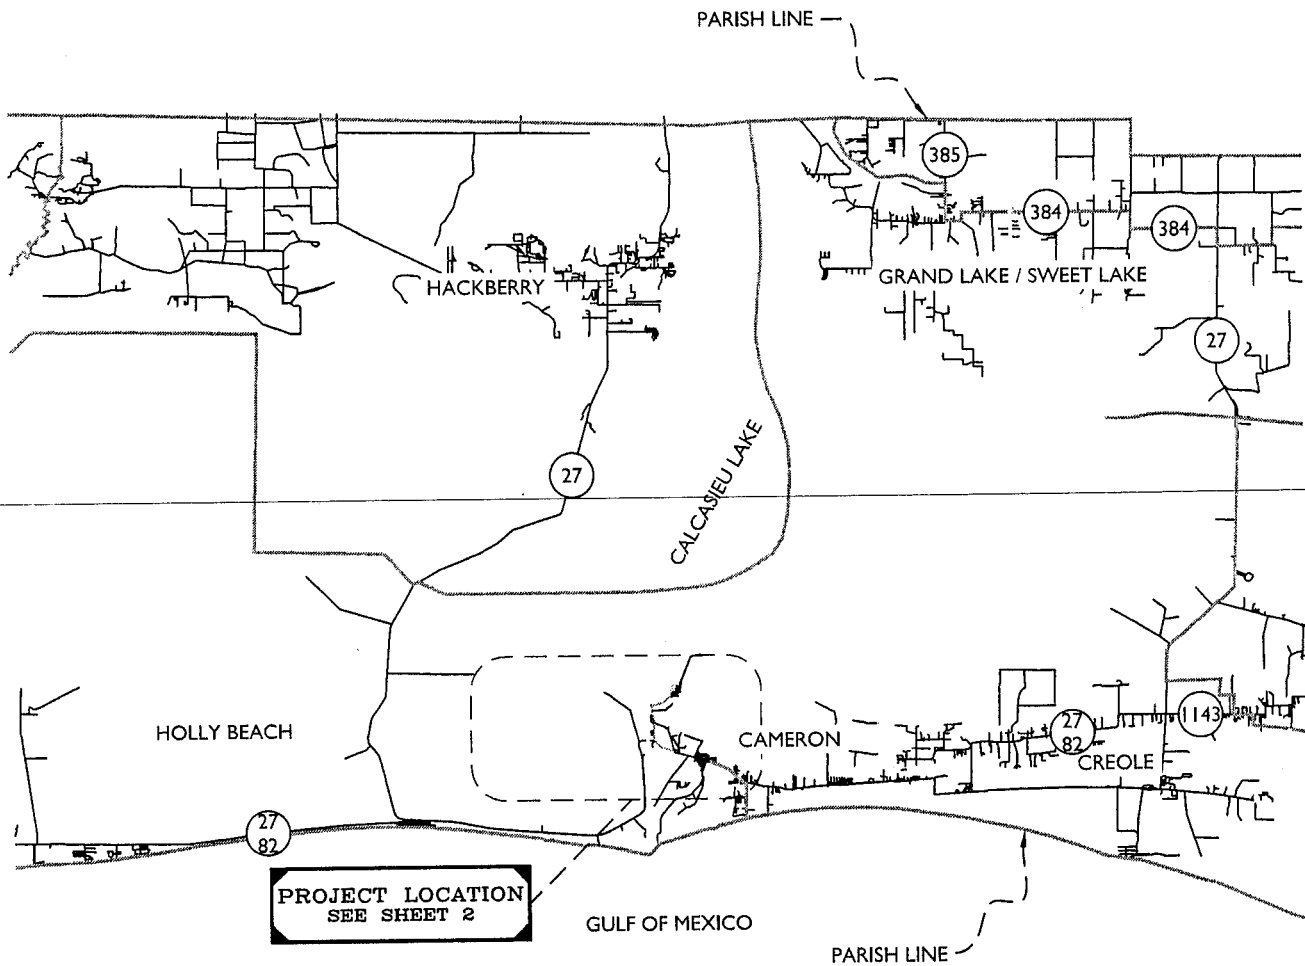 PARISH LINE
385
384
384
HACKBERRY
GRAND LAKE / SWEET LAKE
27
27
CALCASIEU LAKE
HOLLY BEACH
CAMERON
27
82
1143
CREOLE
27
82
PROJECT LOCATION
SEE SHEET 2
GULF OF MEXICO
PARISH LINE